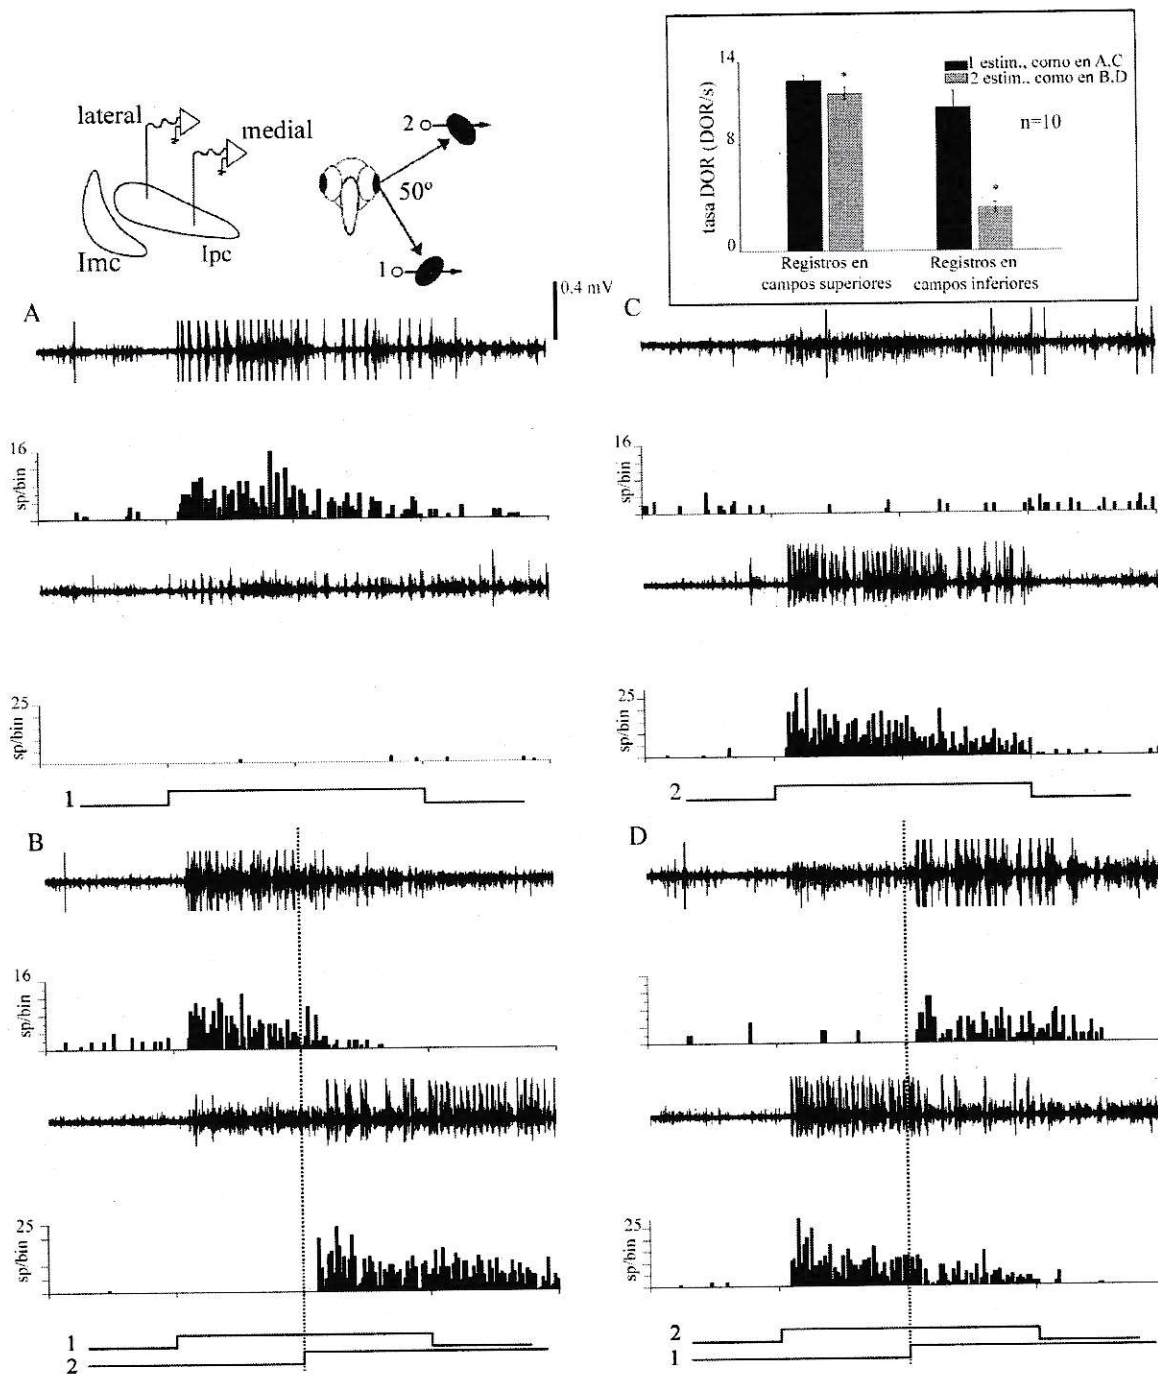 lateral
medial
Imc
Ipc
2
50º
1
0.4 mV
14
8
0
tasa DOR (DOR/s)
1 estim., como en A,C
2 estim., como en B,D
n=10
*
*
Registros en
campos superiores
Registros en
campos inferiores
A
16
sp/bin
25
sp/bin
1
C
16
sp/bin
25
sp/bin
2
B
16
sp/bin
25
sp/bin
1
2
D
25
sp/bin
2
1